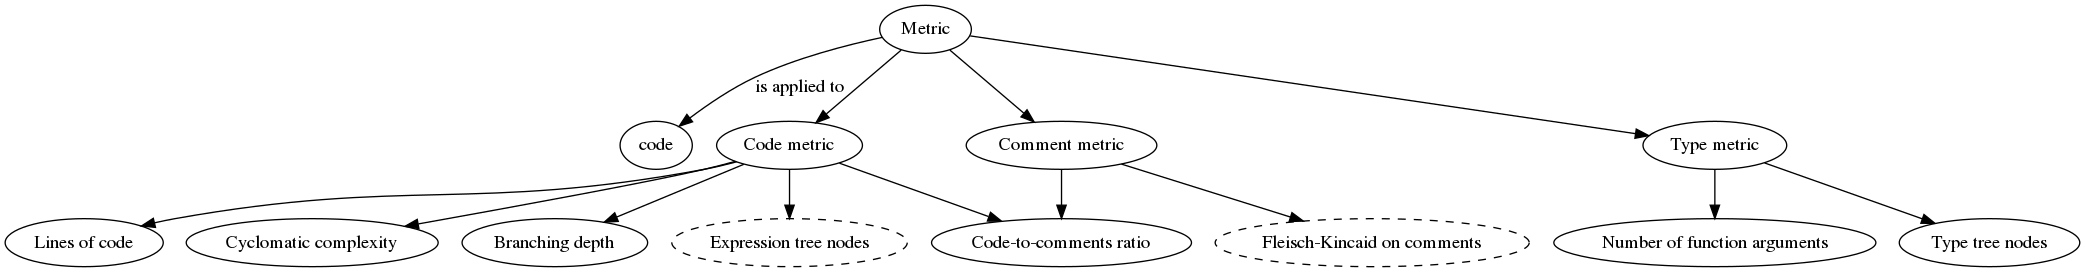 Metric
is applied to
code
Code metric
Comment metric
Type metric
Lines of code
Cyclomatic complexity
Branching depth
Expression tree nodes
Code-to-comments ratio
Fleisch-Kincaid on comments
Number of function arguments
Type tree nodes